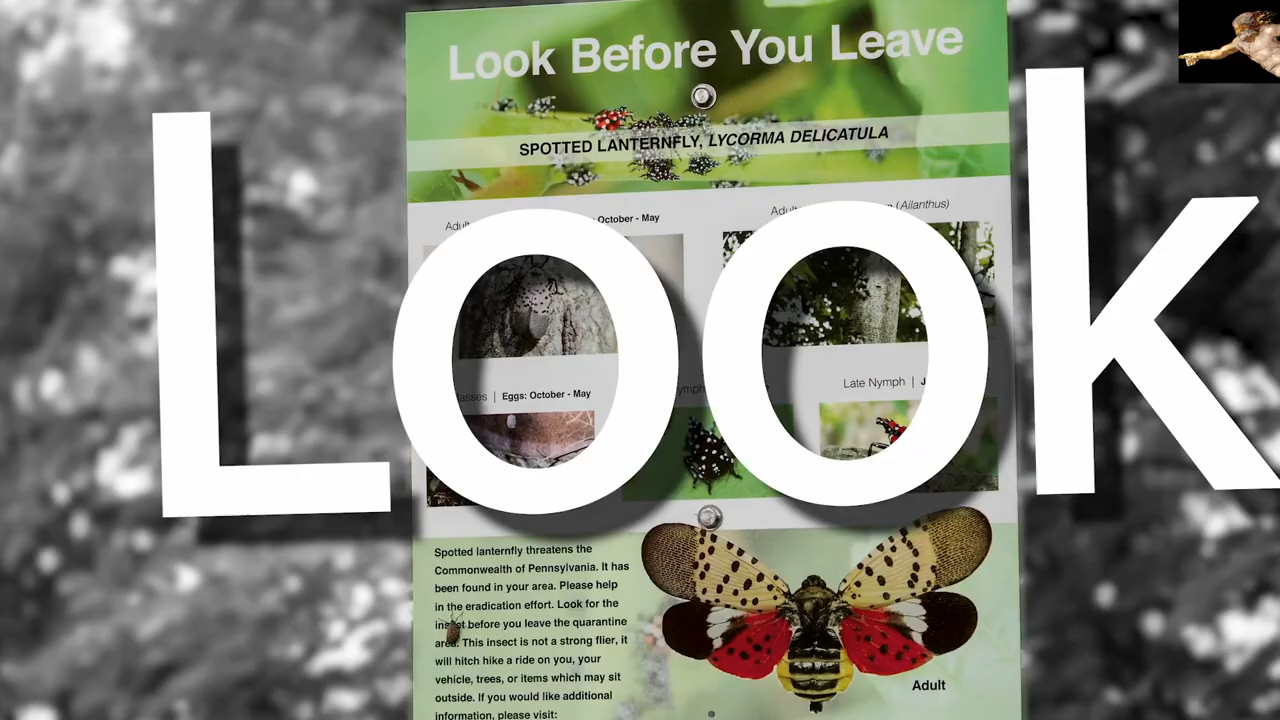 Look Before You Leave
SPOTTED LANTERNFLY, LYCORMA DELICATULA
October - May
(Ailanthus)
Look
Eggs: October - May
Late Nymph |
Spotted lanternfly threatens the
Commonwealth of Pennsylvania. It has
been found in your area. Please help
in the eradication effort. Look for the
insect before you leave the quarantine
area. This insect is not a strong flier, it
will hitch hike a ride on you, your
vehicle, trees, or items which may sit
outside. If you would like additional
information, please visit:
Adult